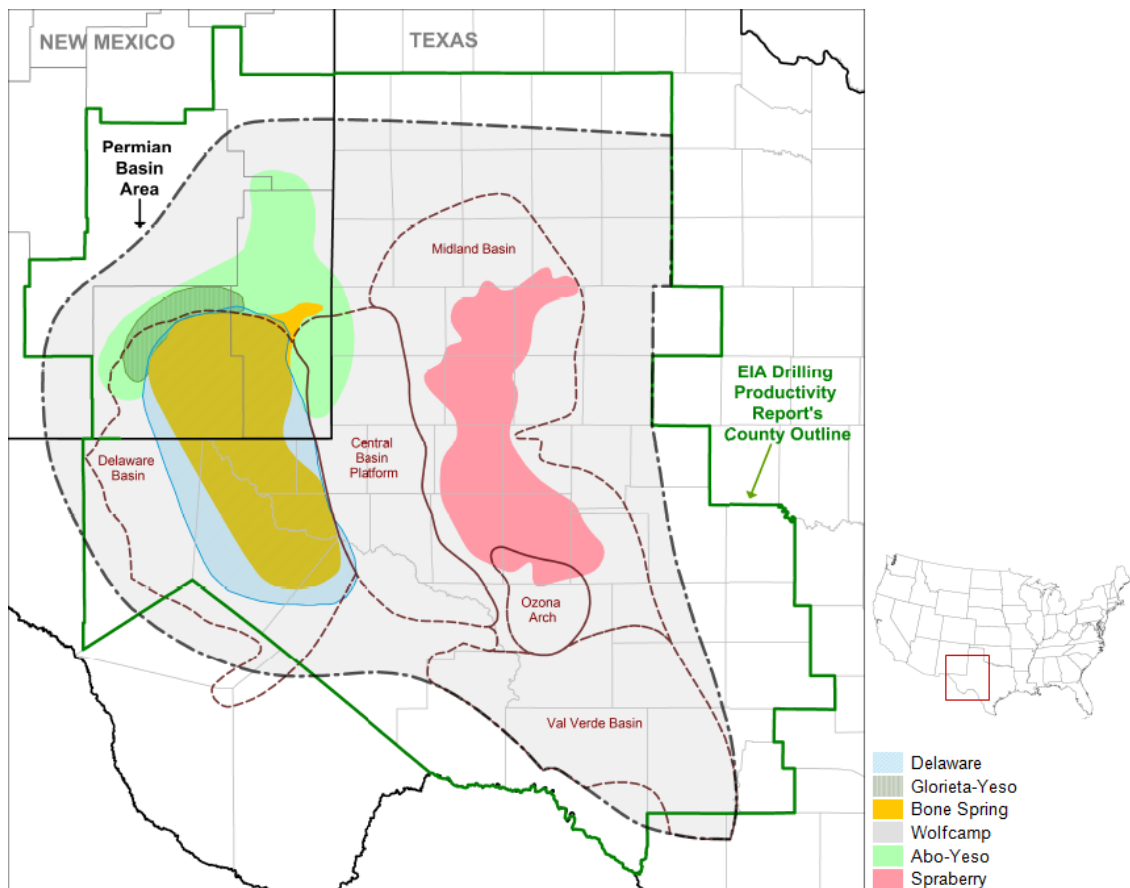 NEW MEXICO
TEXAS
Permian
Basin
Area
Midland Basin
EIA Drilling
Productivity
Report's
County Outline
Delaware
Basin
Central
Basin
Platform
Ozona
Arch
Val Verde Basin
Delaware
Glorieta-Yeso
Bone Spring
Wolfcamp
Abo-Yeso
Spraberry